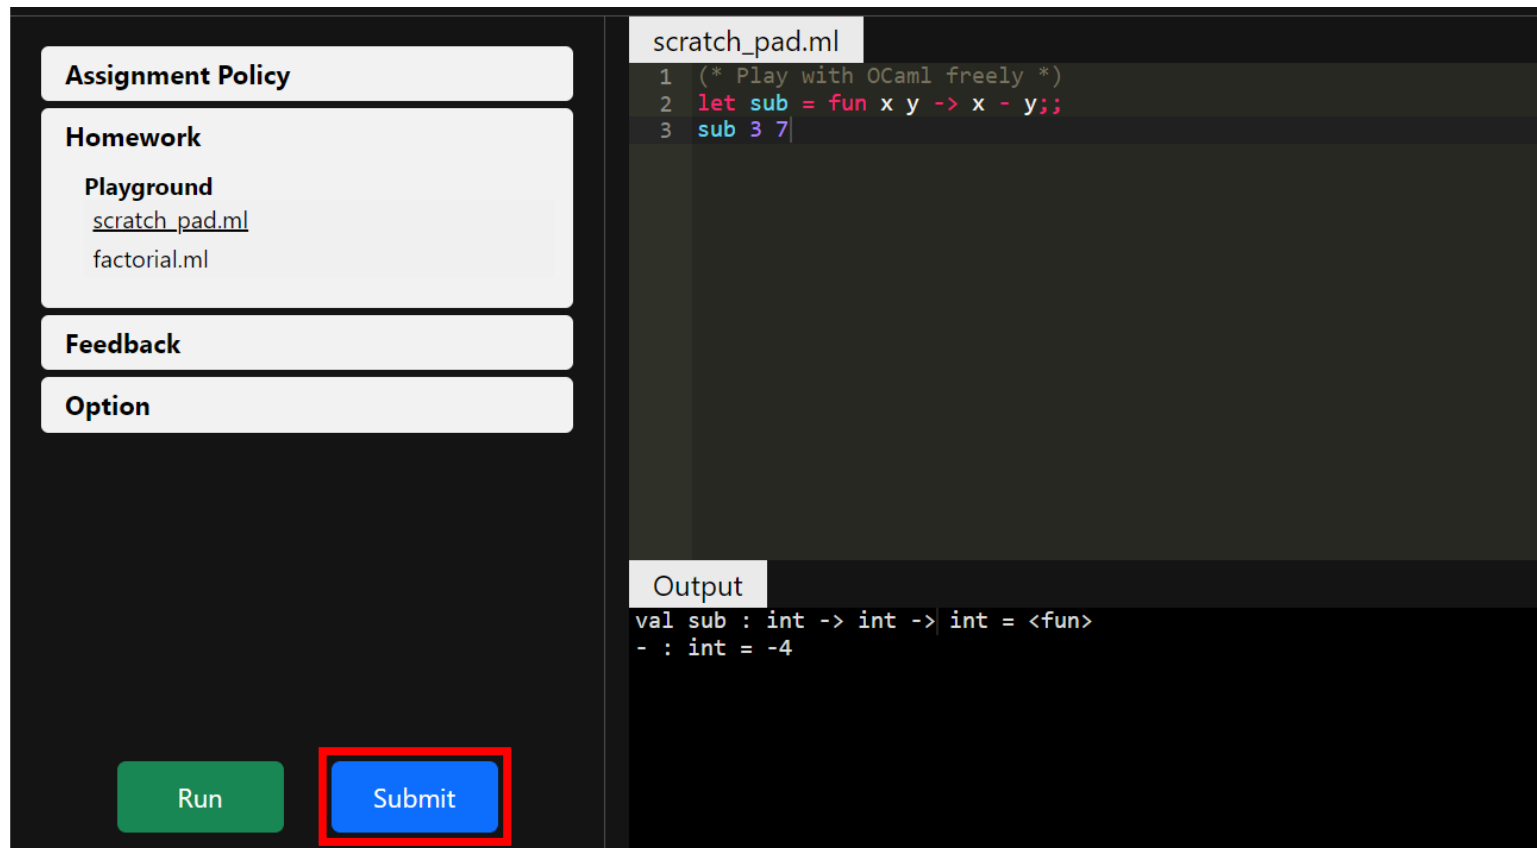 Assignment Policy
Homework
Playground
scratch_pad.ml
factorial.ml
Feedback
Option
Run
Submit
scratch_pad.ml
1 (* Play with OCaml freely *)
2 let sub = fun x y -> x - y;;
3 sub 3 7
Output
val sub : int -> int -> int = <fun>
- : int = -4